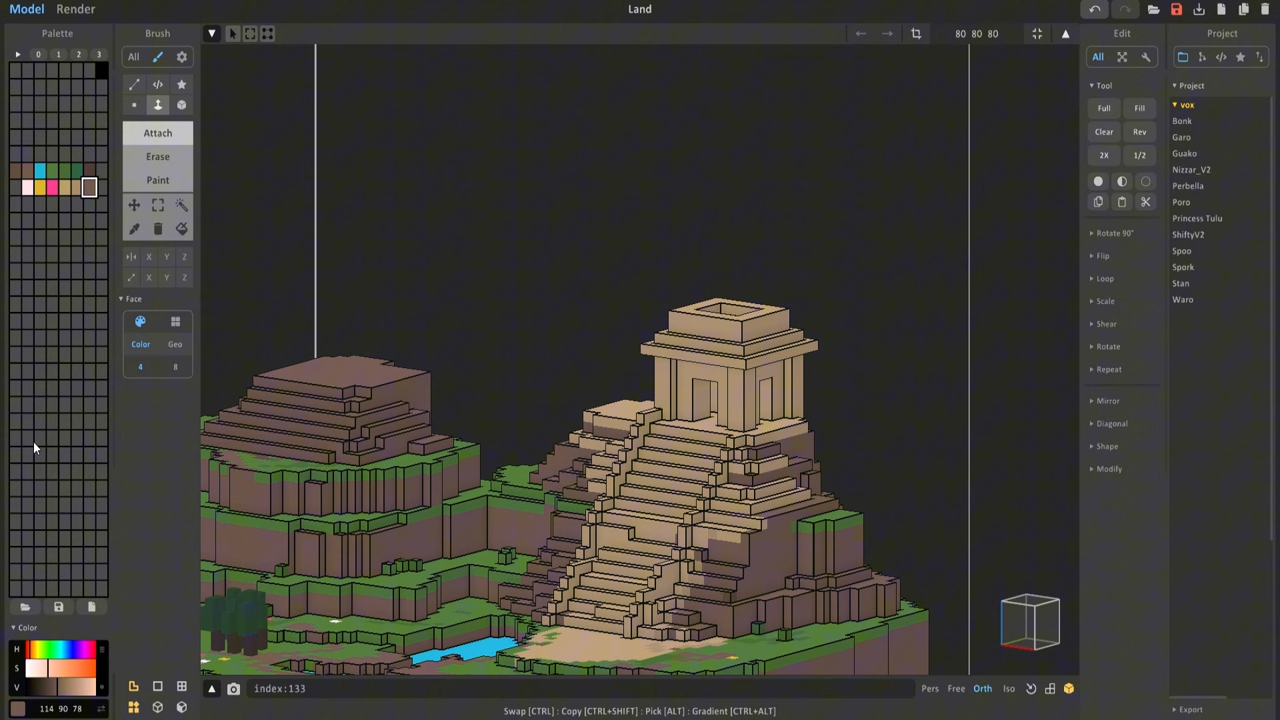 Model Render
Land
Palette
Brush
80 80 80
Edit
Project
0 1 2 3
All
All
Tool
Project
Full Fill
vox
Attach
Clear Rev
Bonk
Garo
Erase
2X 1/2
Guako
Nizzar_V2
Paint
Perbella
Poro
Princess Tulu
Rotate 90°
ShiftyV2
X Y Z
Flip
Spoo
X Y Z
Loop
Spork
Face
Scale
Stan
Waro
Shear
Color Geo
Rotate
4 8
Repeat
Mirror
Diagonal
Shape
Modify
Color
H
S
V
index:133
Pers Free Orth Iso
114 90 78
Swap [CTRL] : Copy [CTRL+SHIFT] : Pick [ALT] : Gradient [CTRL+ALT]
Export